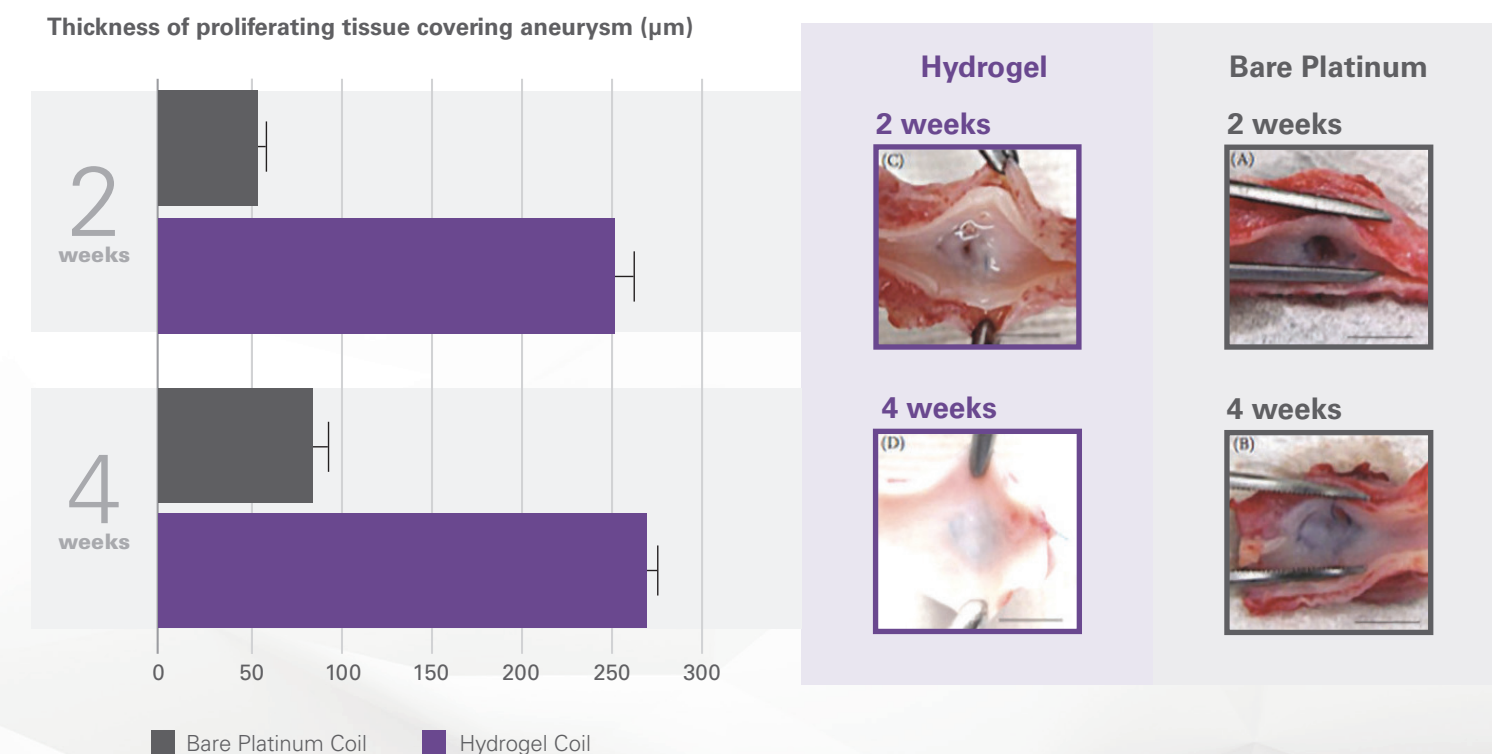 Thickness of proliferating tissue covering aneurysm (µm)
2
weeks
4
weeks
0 50 100 150 200 250 300
Bare Platinum Coil Hydrogel Coil
Hydrogel
2 weeks
(C)
4 weeks
(D)
Bare Platinum
2 weeks
(A)
4 weeks
(B)